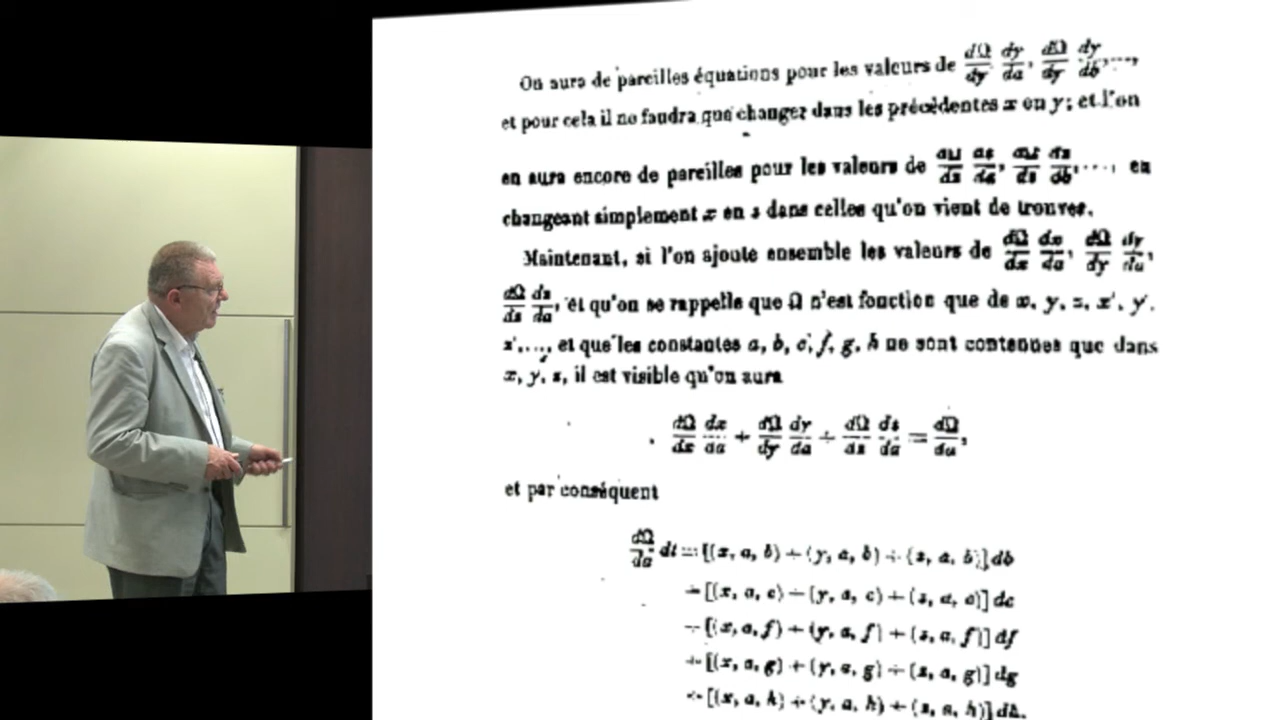 On aura de pareilles équations pour les valeurs de dΩ/dy dy/da, dΩ/dy dy/db, ...,
et pour cela il ne faudra que changer dans les précédentes x en y; et l'on
en aura encore de pareilles pour les valeurs de dΩ/dz dz/da, dΩ/dz dz/db, ..., en
changeant simplement x en z dans celles qu'on vient de trouver.
Maintenant, si l'on ajoute ensemble les valeurs de dΩ/dx dx/da, dΩ/dy dy/da,
dΩ/dz dz/da, et qu'on se rappelle que Ω n'est fonction que de x, y, z, x', y',
z', ..., et que les constantes a, b, c, f, g, h ne sont contenues que dans
x, y, z, il est visible qu'on aura
dΩ/dx dx/da + dΩ/dy dy/da + dΩ/dz dz/da = dΩ/da,
et par conséquent
dΩ/da dt = [(x, a, b) + (y, a, b) + (z, a, b)] db
+ [(x, a, c) + (y, a, c) + (z, a, c)] dc
+ [(x, a, f) + (y, a, f) + (z, a, f)] df
+ [(x, a, g) + (y, a, g) + (z, a, g)] dg
+ [(x, a, h) + (y, a, h) + (z, a, h)] dh.